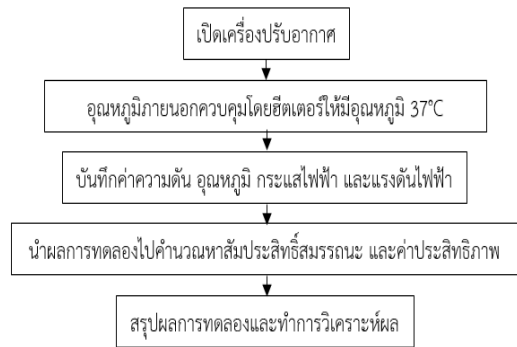 เปิดเครื่องปรับอากาศ
อุณหภูมิภายนอกควบคุมโดยฮีตเตอร์ให้มีอุณหภูมิ 37°C
บันทึกค่าความดัน อุณหภูมิ กระแสไฟฟ้า และแรงดันไฟฟ้า
นำผลการทดลองไปคำนวณหาสัมประสิทธิ์สมรรถนะ และค่าประสิทธิภาพ
สรุปผลการทดลองและทำการวิเคราะห์ผล